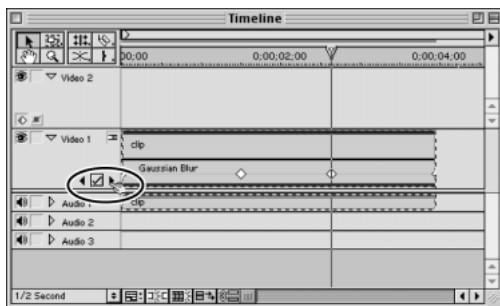 Timeline
00;00
0;00;02;00
0;00;04;00
Video 2
Video 1
clip
Gaussian Blur
Audio 1
clip
Audio 2
Audio 3
1/2 Second